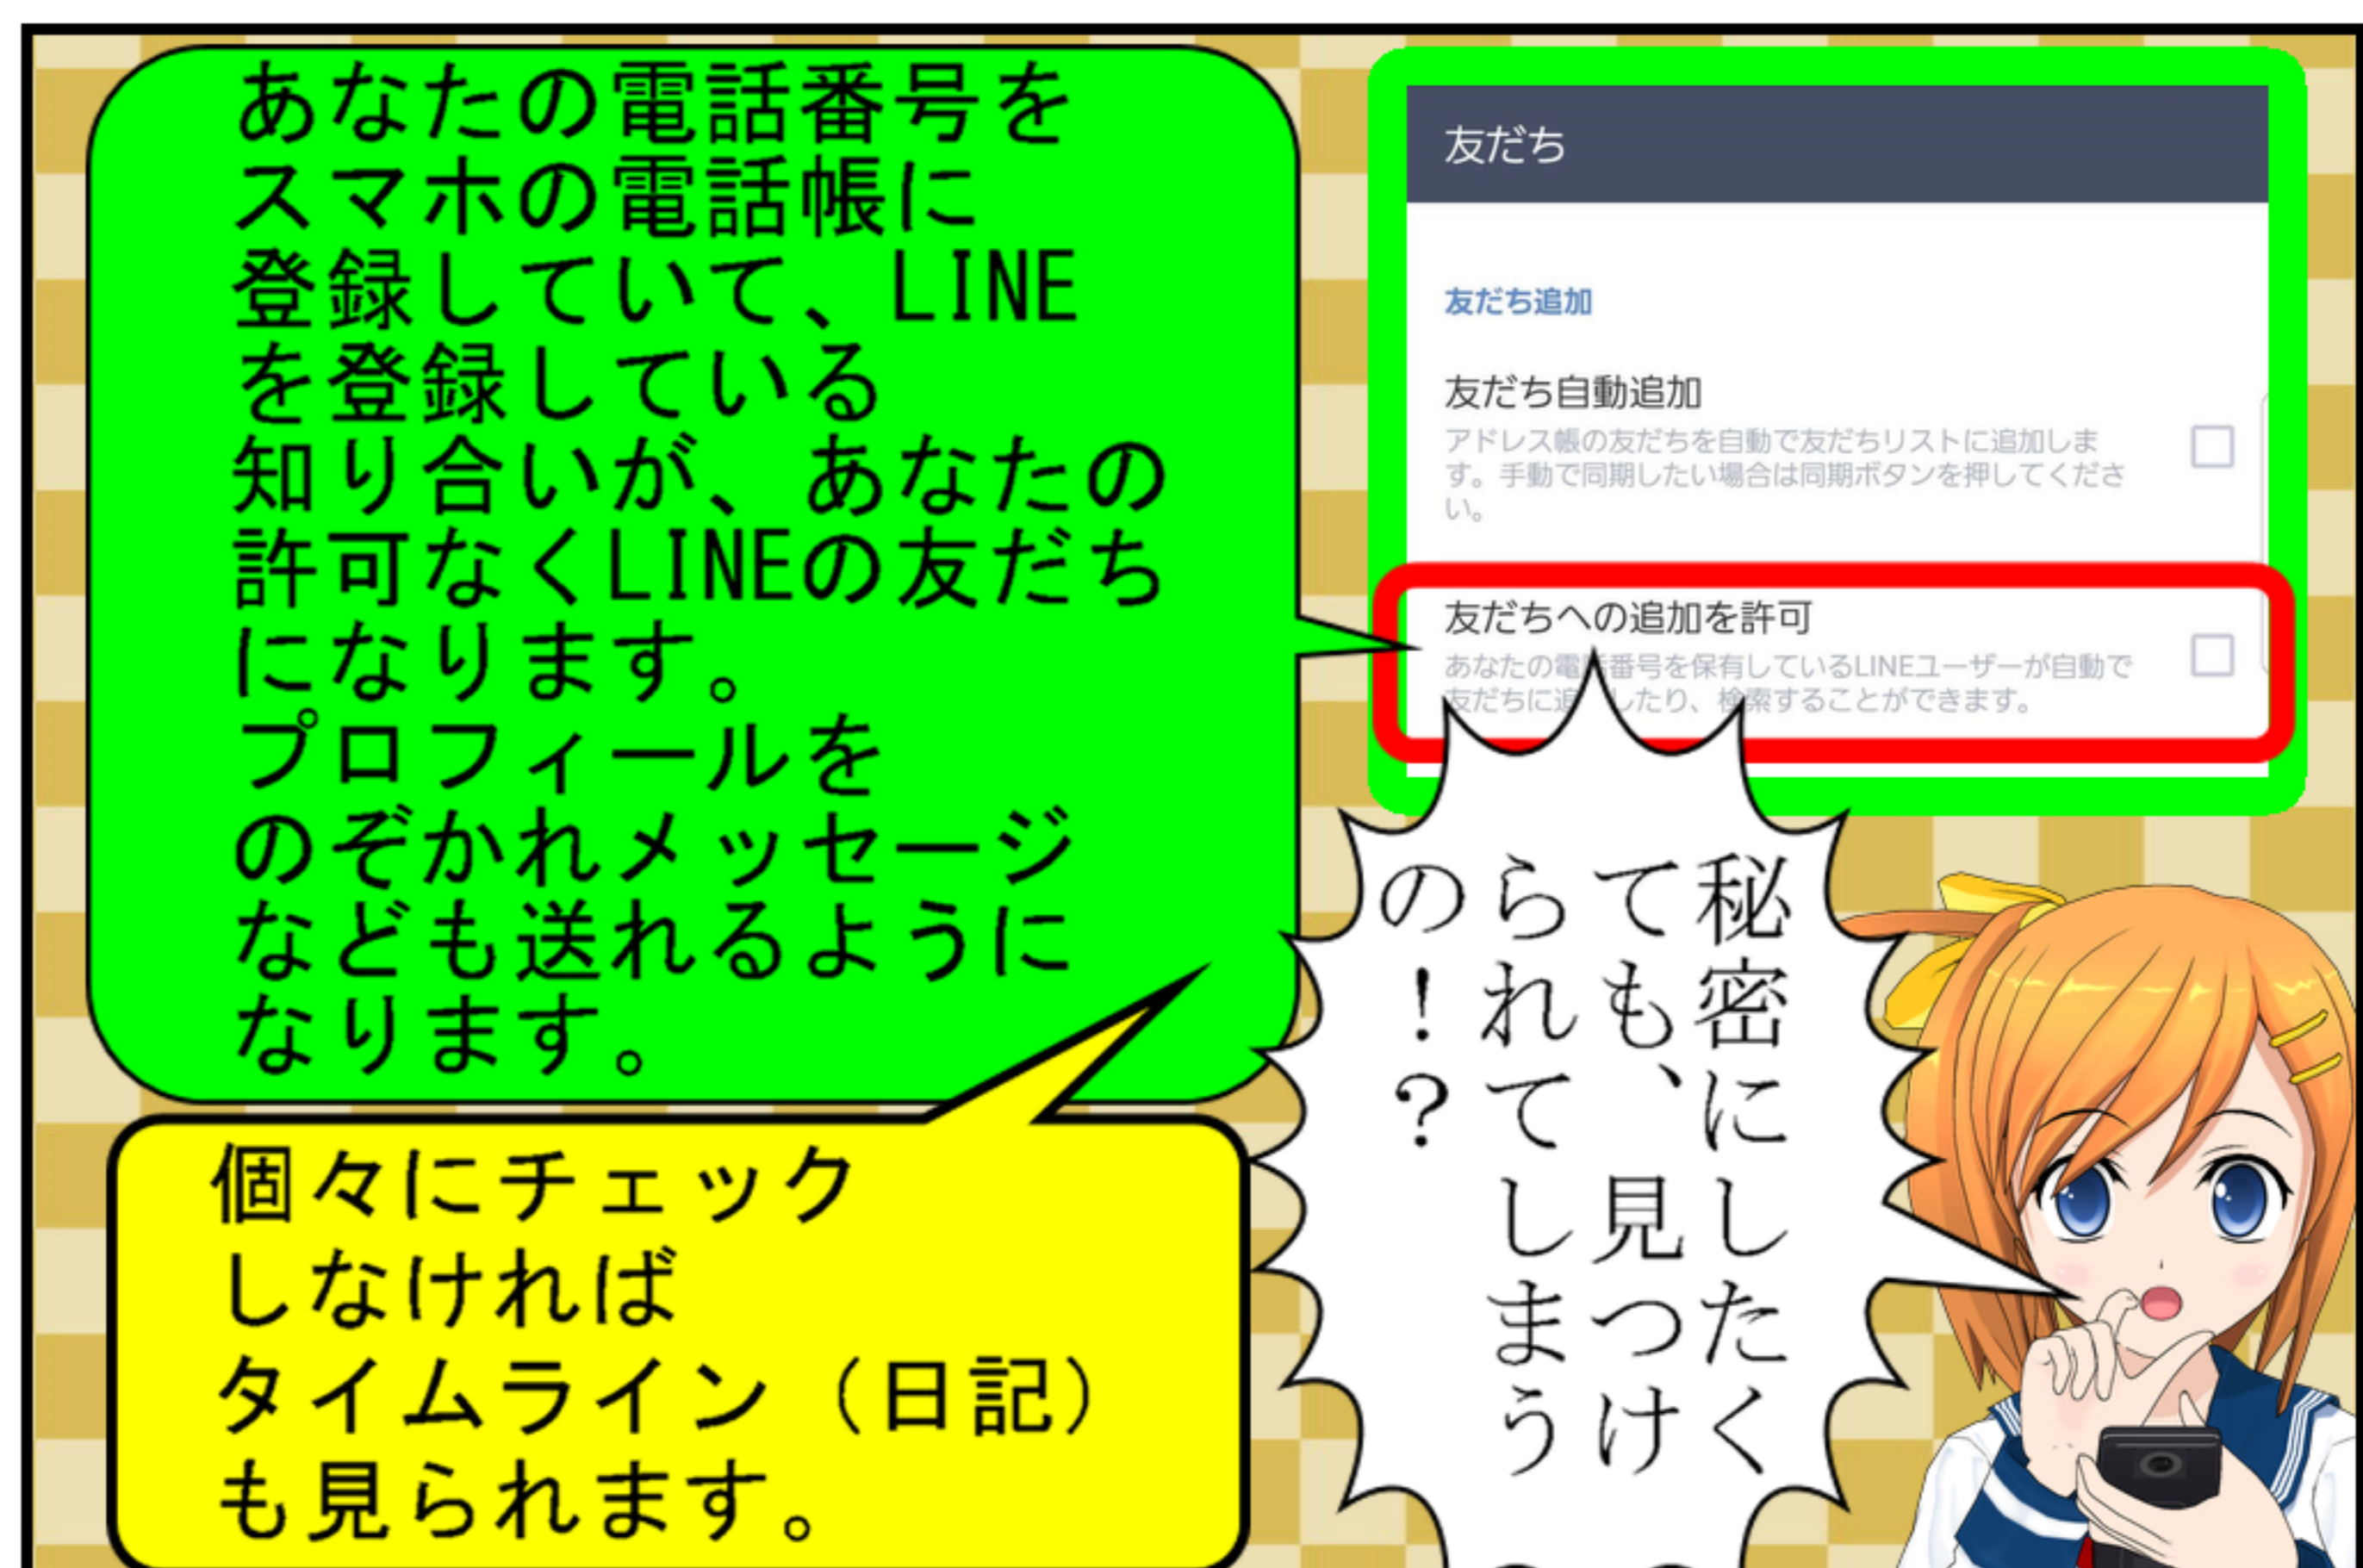 あなたの電話番号を
スマホの電話帳に
登録していて、LINE
を登録している
知り合いが、あなたの
許可なくLINEの友だち
になります。
プロフィールを
のぞかれメッセージ
なども送れるように
なります。
友だち
友だち追加
友だち自動追加
アドレス帳の友だちを自動で友だちリストに追加しま
す。手動で同期したい場合は同期ボタンを押してくださ
い。
友だちへの追加を許可
あなたの電話番号を保有しているLINEユーザーが自動で
友だちに追したり、検索することができます。
秘密にしたく
ても、見つけ
られてしまう
の！？
個々にチェック
しなければ
タイムライン（日記）
も見られます。